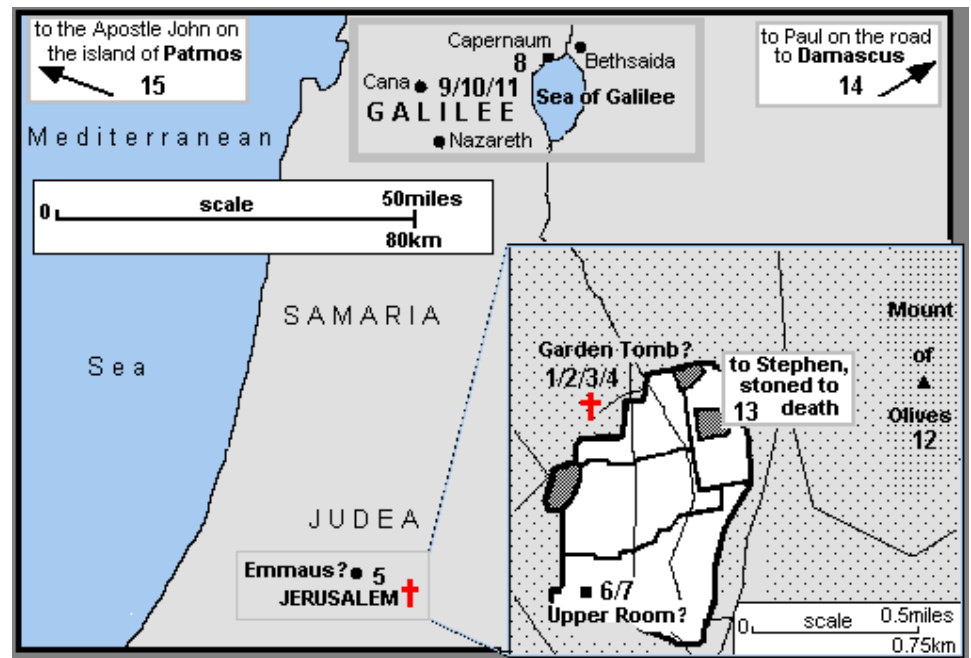 to the Apostle John on
the island of Patmos
15
Capernaum
8
Bethsaida
Cana 9/10/11
Sea of Galilee
GALILEE
Nazareth
to Paul on the road
to Damascus
14
Mediterranean
Sea
0 scale 50miles
80km
SAMARIA
JUDEA
Emmaus? 5
JERUSALEM
Mount
of
Olives
12
Garden Tomb?
1/2/3/4
to Stephen,
stoned to
13 death
6/7
Upper Room?
0 scale 0.5miles
0.75km